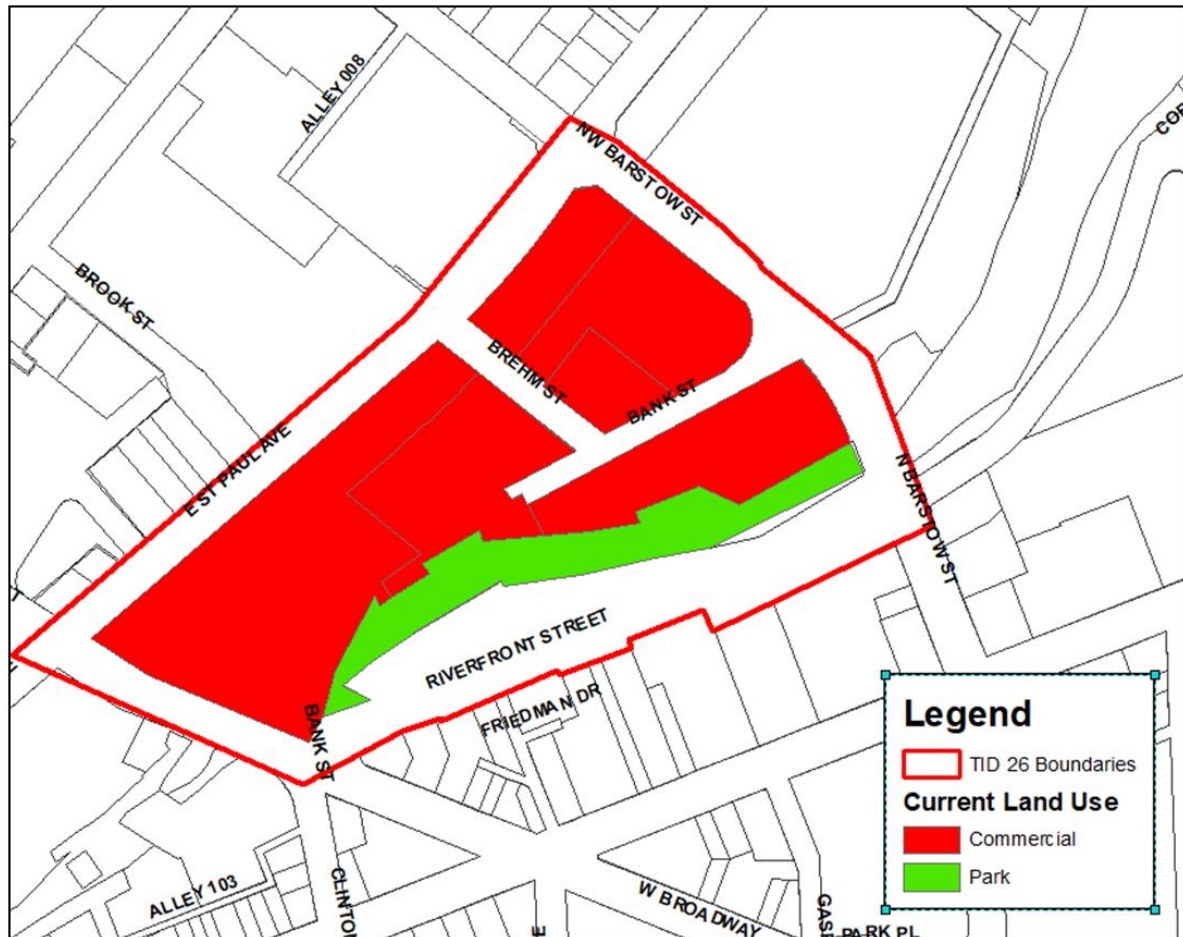 ALLEY 008
NW BARSTOW ST
BROOK ST
BREHM ST
BANK ST
E ST PAUL AVE
N BARSTOW ST
RIVERFRONT STREET
FRIEDMAN DR
BANK ST
ALLEY 103
W BROADWAY
PARK PL
Legend
TID 26 Boundaries
Current Land Use
Commercial
Park